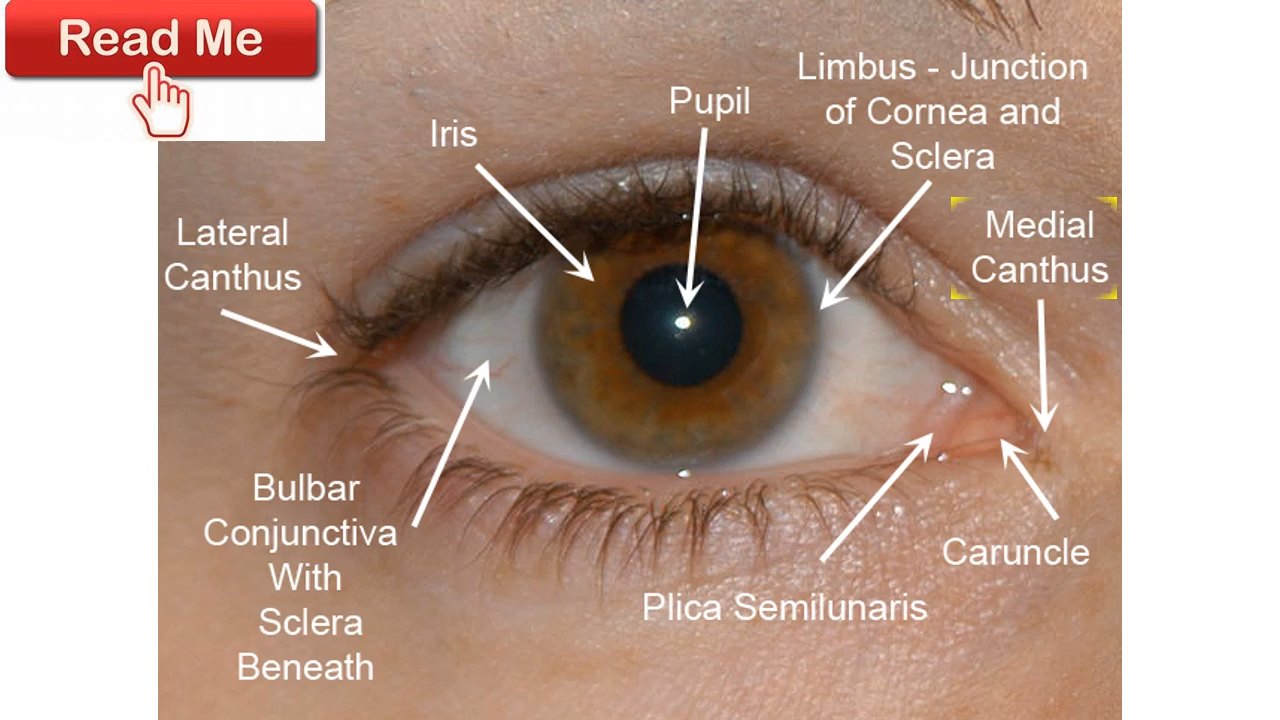 Read Me
Limbus - Junction
of Cornea and
Sclera
Pupil
Iris
Medial
Canthus
Lateral
Canthus
Bulbar
Conjunctiva
With
Sclera
Beneath
Caruncle
Plica Semilunaris